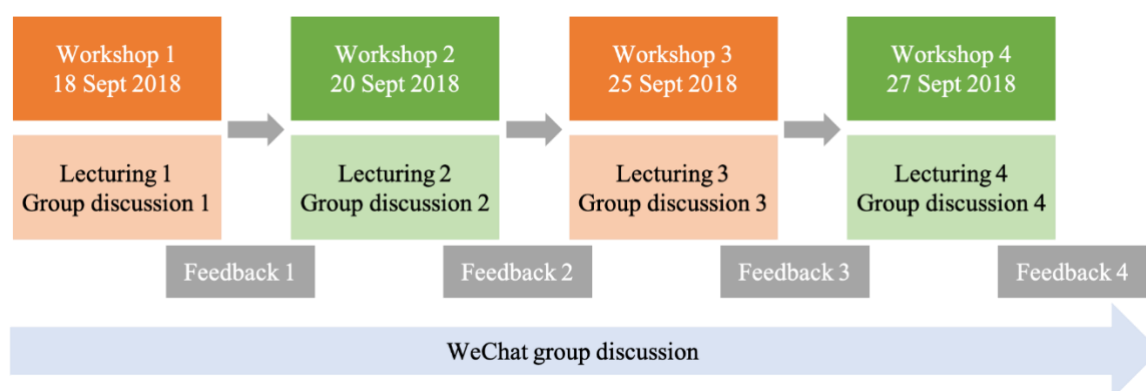 Workshop 1
18 Sept 2018
Workshop 2
20 Sept 2018
Workshop 3
25 Sept 2018
Workshop 4
27 Sept 2018
Lecturing 1
Group discussion 1
Lecturing 2
Group discussion 2
Lecturing 3
Group discussion 3
Lecturing 4
Group discussion 4
Feedback 1
Feedback 2
Feedback 3
Feedback 4
WeChat group discussion